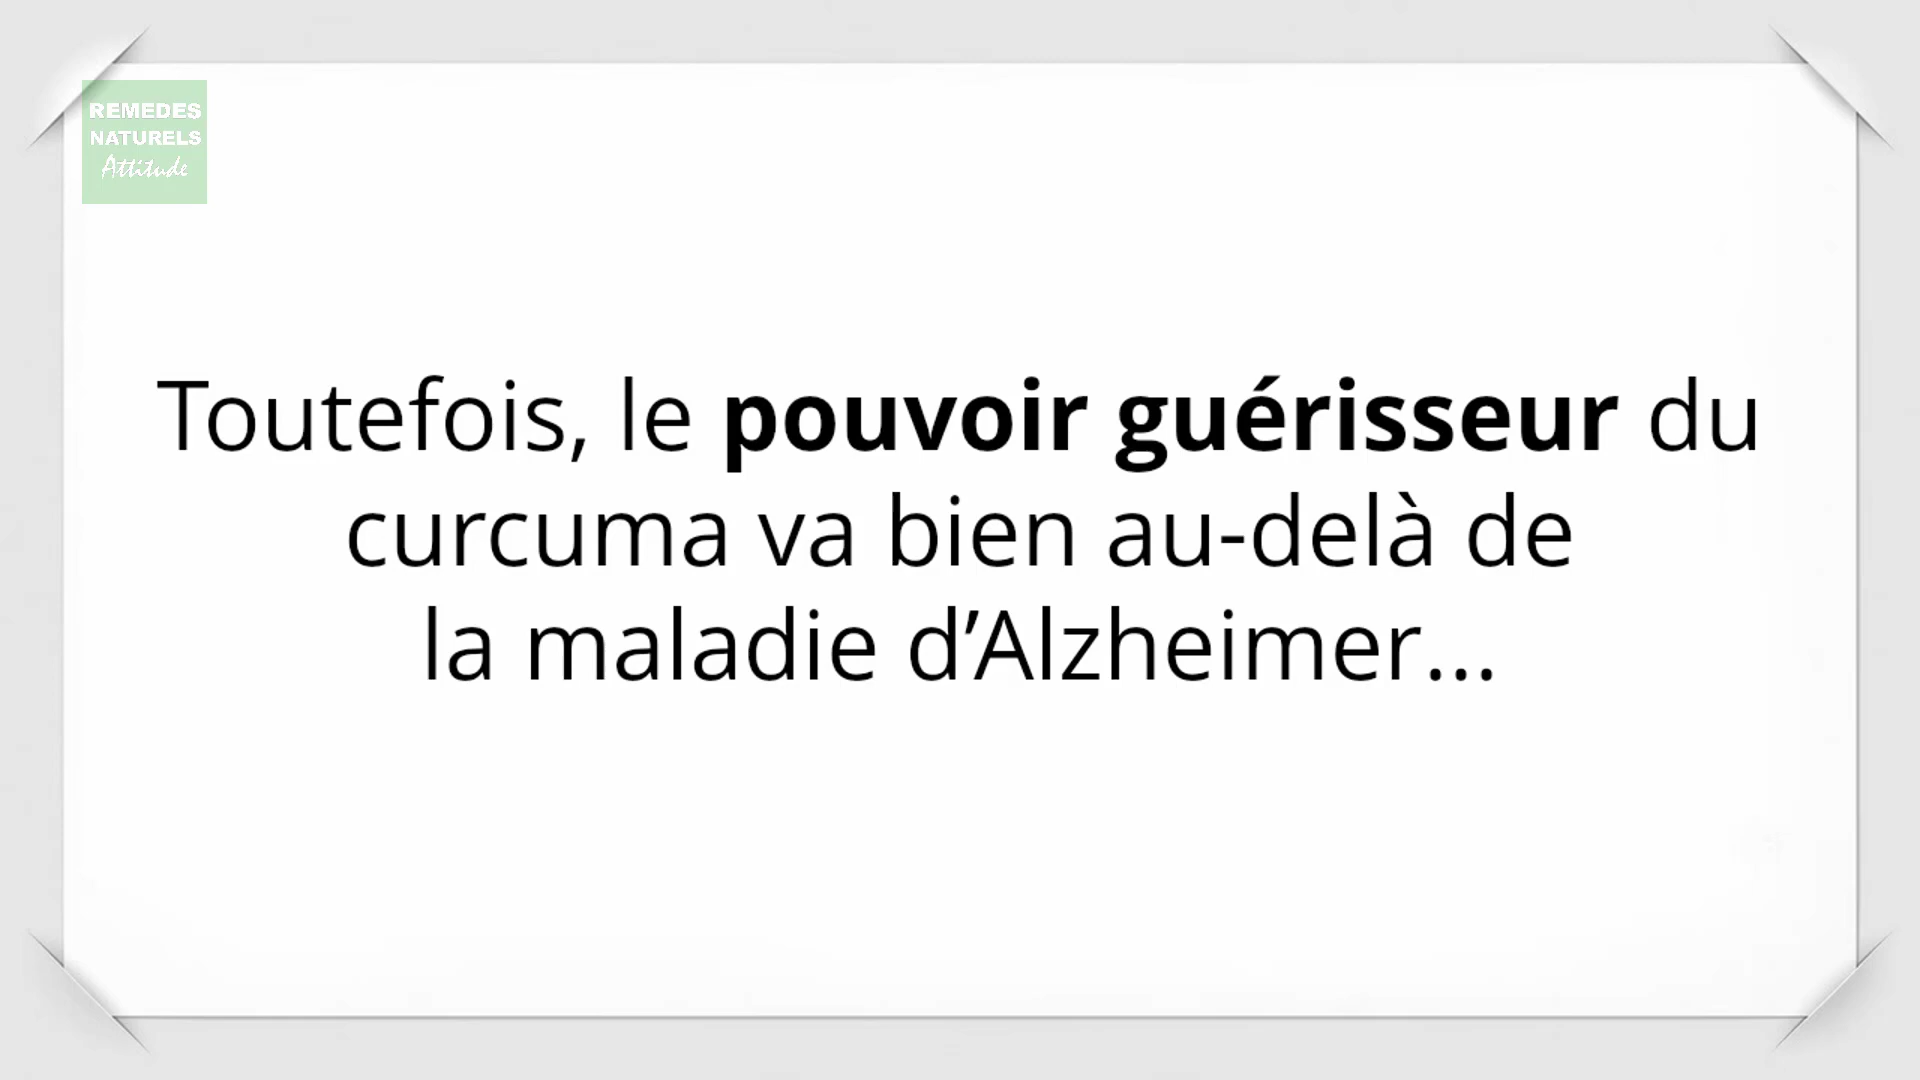 REMEDES
NATURELS
Attitude
Toutefois, le pouvoir guérisseur du
curcuma va bien au-delà de
la maladie d’Alzheimer...